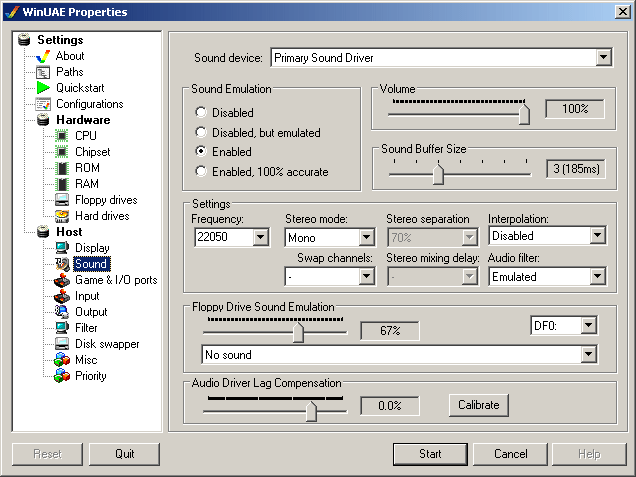 WinUAE Properties
Settings
About
Paths
Quickstart
Configurations
Hardware
CPU
Chipset
ROM
RAM
Floppy drives
Hard drives
Host
Display
Sound
Game & I/O ports
Input
Output
Filter
Disk swapper
Misc
Priority
Sound device: Primary Sound Driver
Sound Emulation
Disabled
Disabled, but emulated
Enabled
Enabled, 100% accurate
Volume
100%
Sound Buffer Size
3 (185ms)
Settings
Frequency: Stereo mode: Stereo separation Interpolation:
22050 Mono 70% Disabled
Swap channels: Stereo mixing delay: Audio filter:
- - Emulated
Floppy Drive Sound Emulation
67% DF0:
No sound
Audio Driver Lag Compensation
0.0% Calibrate
Reset Quit Start Cancel Help